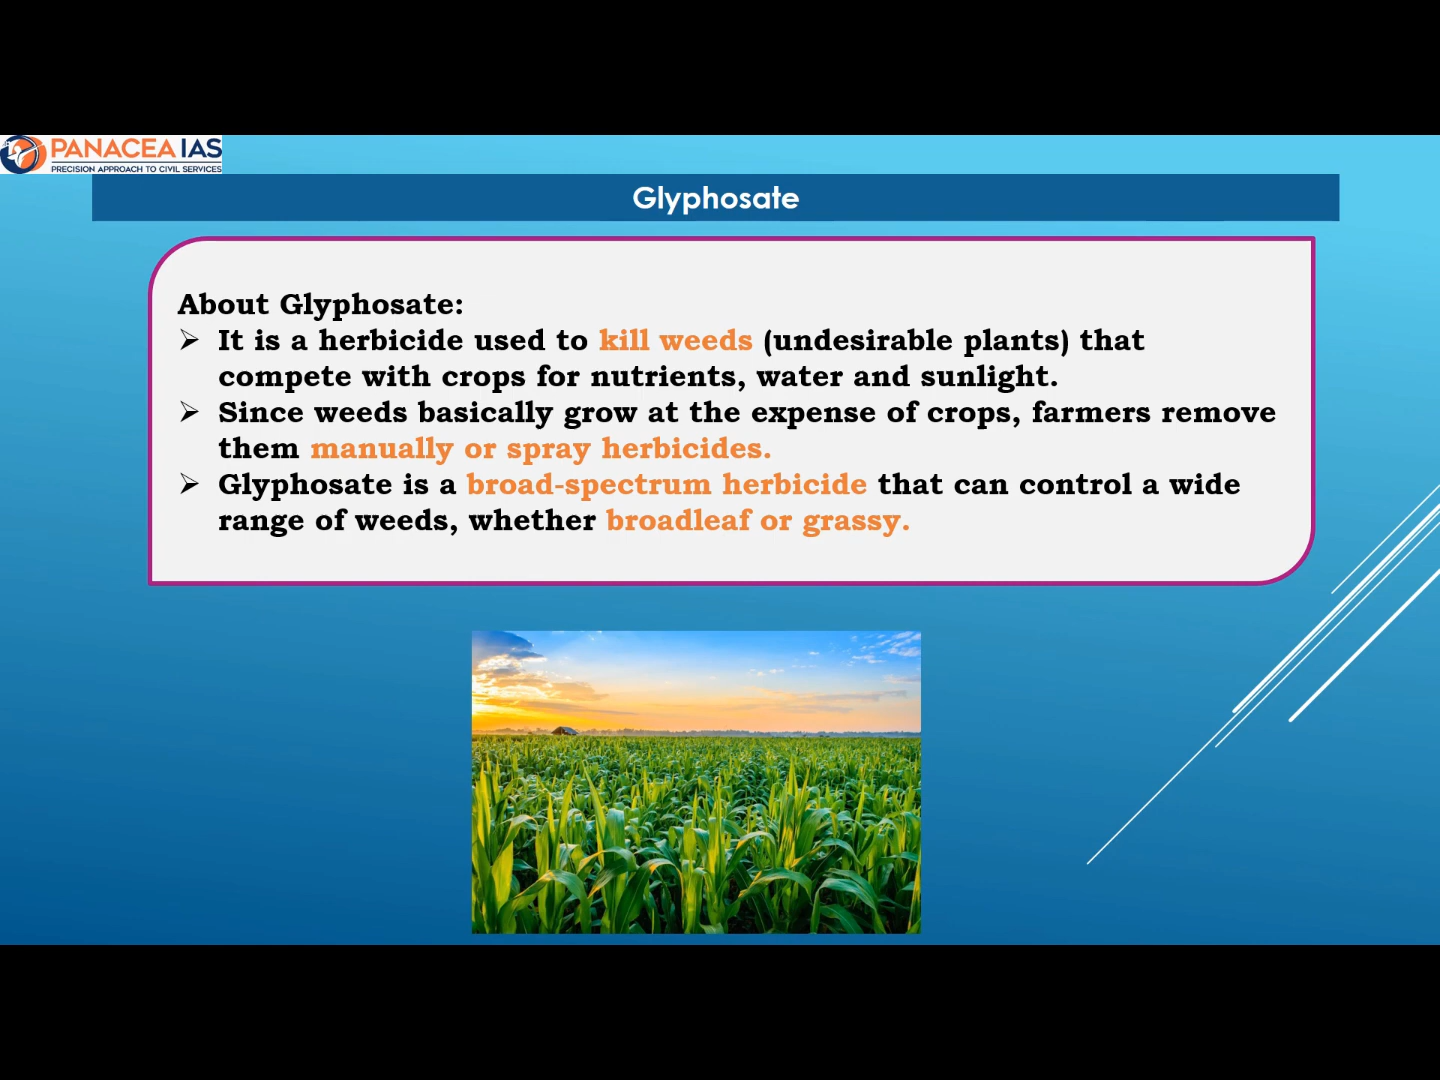 PANACEA IAS
PRECISION APPROACH TO CIVIL SERVICES
Glyphosate
About Glyphosate:
➢ It is a herbicide used to kill weeds (undesirable plants) that
compete with crops for nutrients, water and sunlight.
➢ Since weeds basically grow at the expense of crops, farmers remove
them manually or spray herbicides.
➢ Glyphosate is a broad-spectrum herbicide that can control a wide
range of weeds, whether broadleaf or grassy.